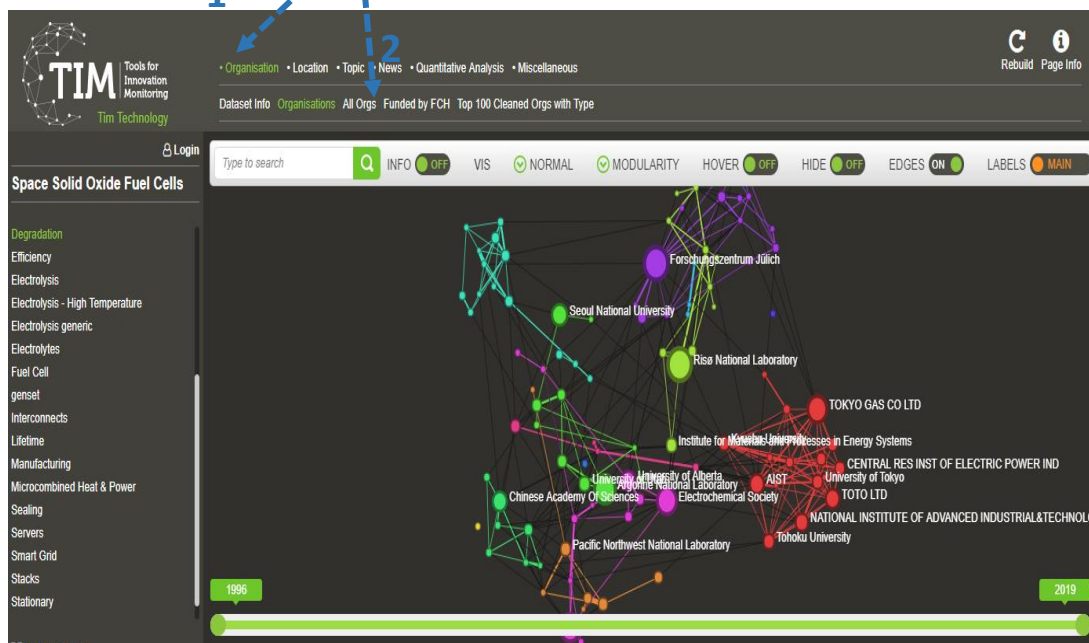 1
2
TIM
Tools for
Innovation
Monitoring
Tim Technology
• Organisation • Location • Topic • News • Quantitative Analysis • Miscellaneous
Rebuild Page Info
Dataset Info Organisations All Orgs Funded by FCH Top 100 Cleaned Orgs with Type
Login
Type to search INFO OFF VIS NORMAL MODULARITY HOVER OFF HIDE OFF EDGES ON LABELS MAIN
Space Solid Oxide Fuel Cells
Degradation
Efficiency
Electrolysis
Electrolysis - High Temperature
Electrolysis generic
Electrolytes
Fuel Cell
genset
Interconnects
Lifetime
Manufacturing
Microcombined Heat & Power
Sealing
Servers
Smart Grid
Stacks
Stationary
Forschungszentrum Jülich
Seoul National University
Risø National Laboratory
TOKYO GAS CO LTD
Institute for Materials and Processes in Energy Systems
Kyushu University
CENTRAL RES INST OF ELECTRIC POWER IND
University of Alberta
AIST
University of Tokyo
Argonne National Laboratory
Chinese Academy Of Sciences
Electrochemical Society
TOTO LTD
NATIONAL INSTITUTE OF ADVANCED INDUSTRIAL&TECHNOLO
Tohoku University
Pacific Northwest National Laboratory
1996
2019